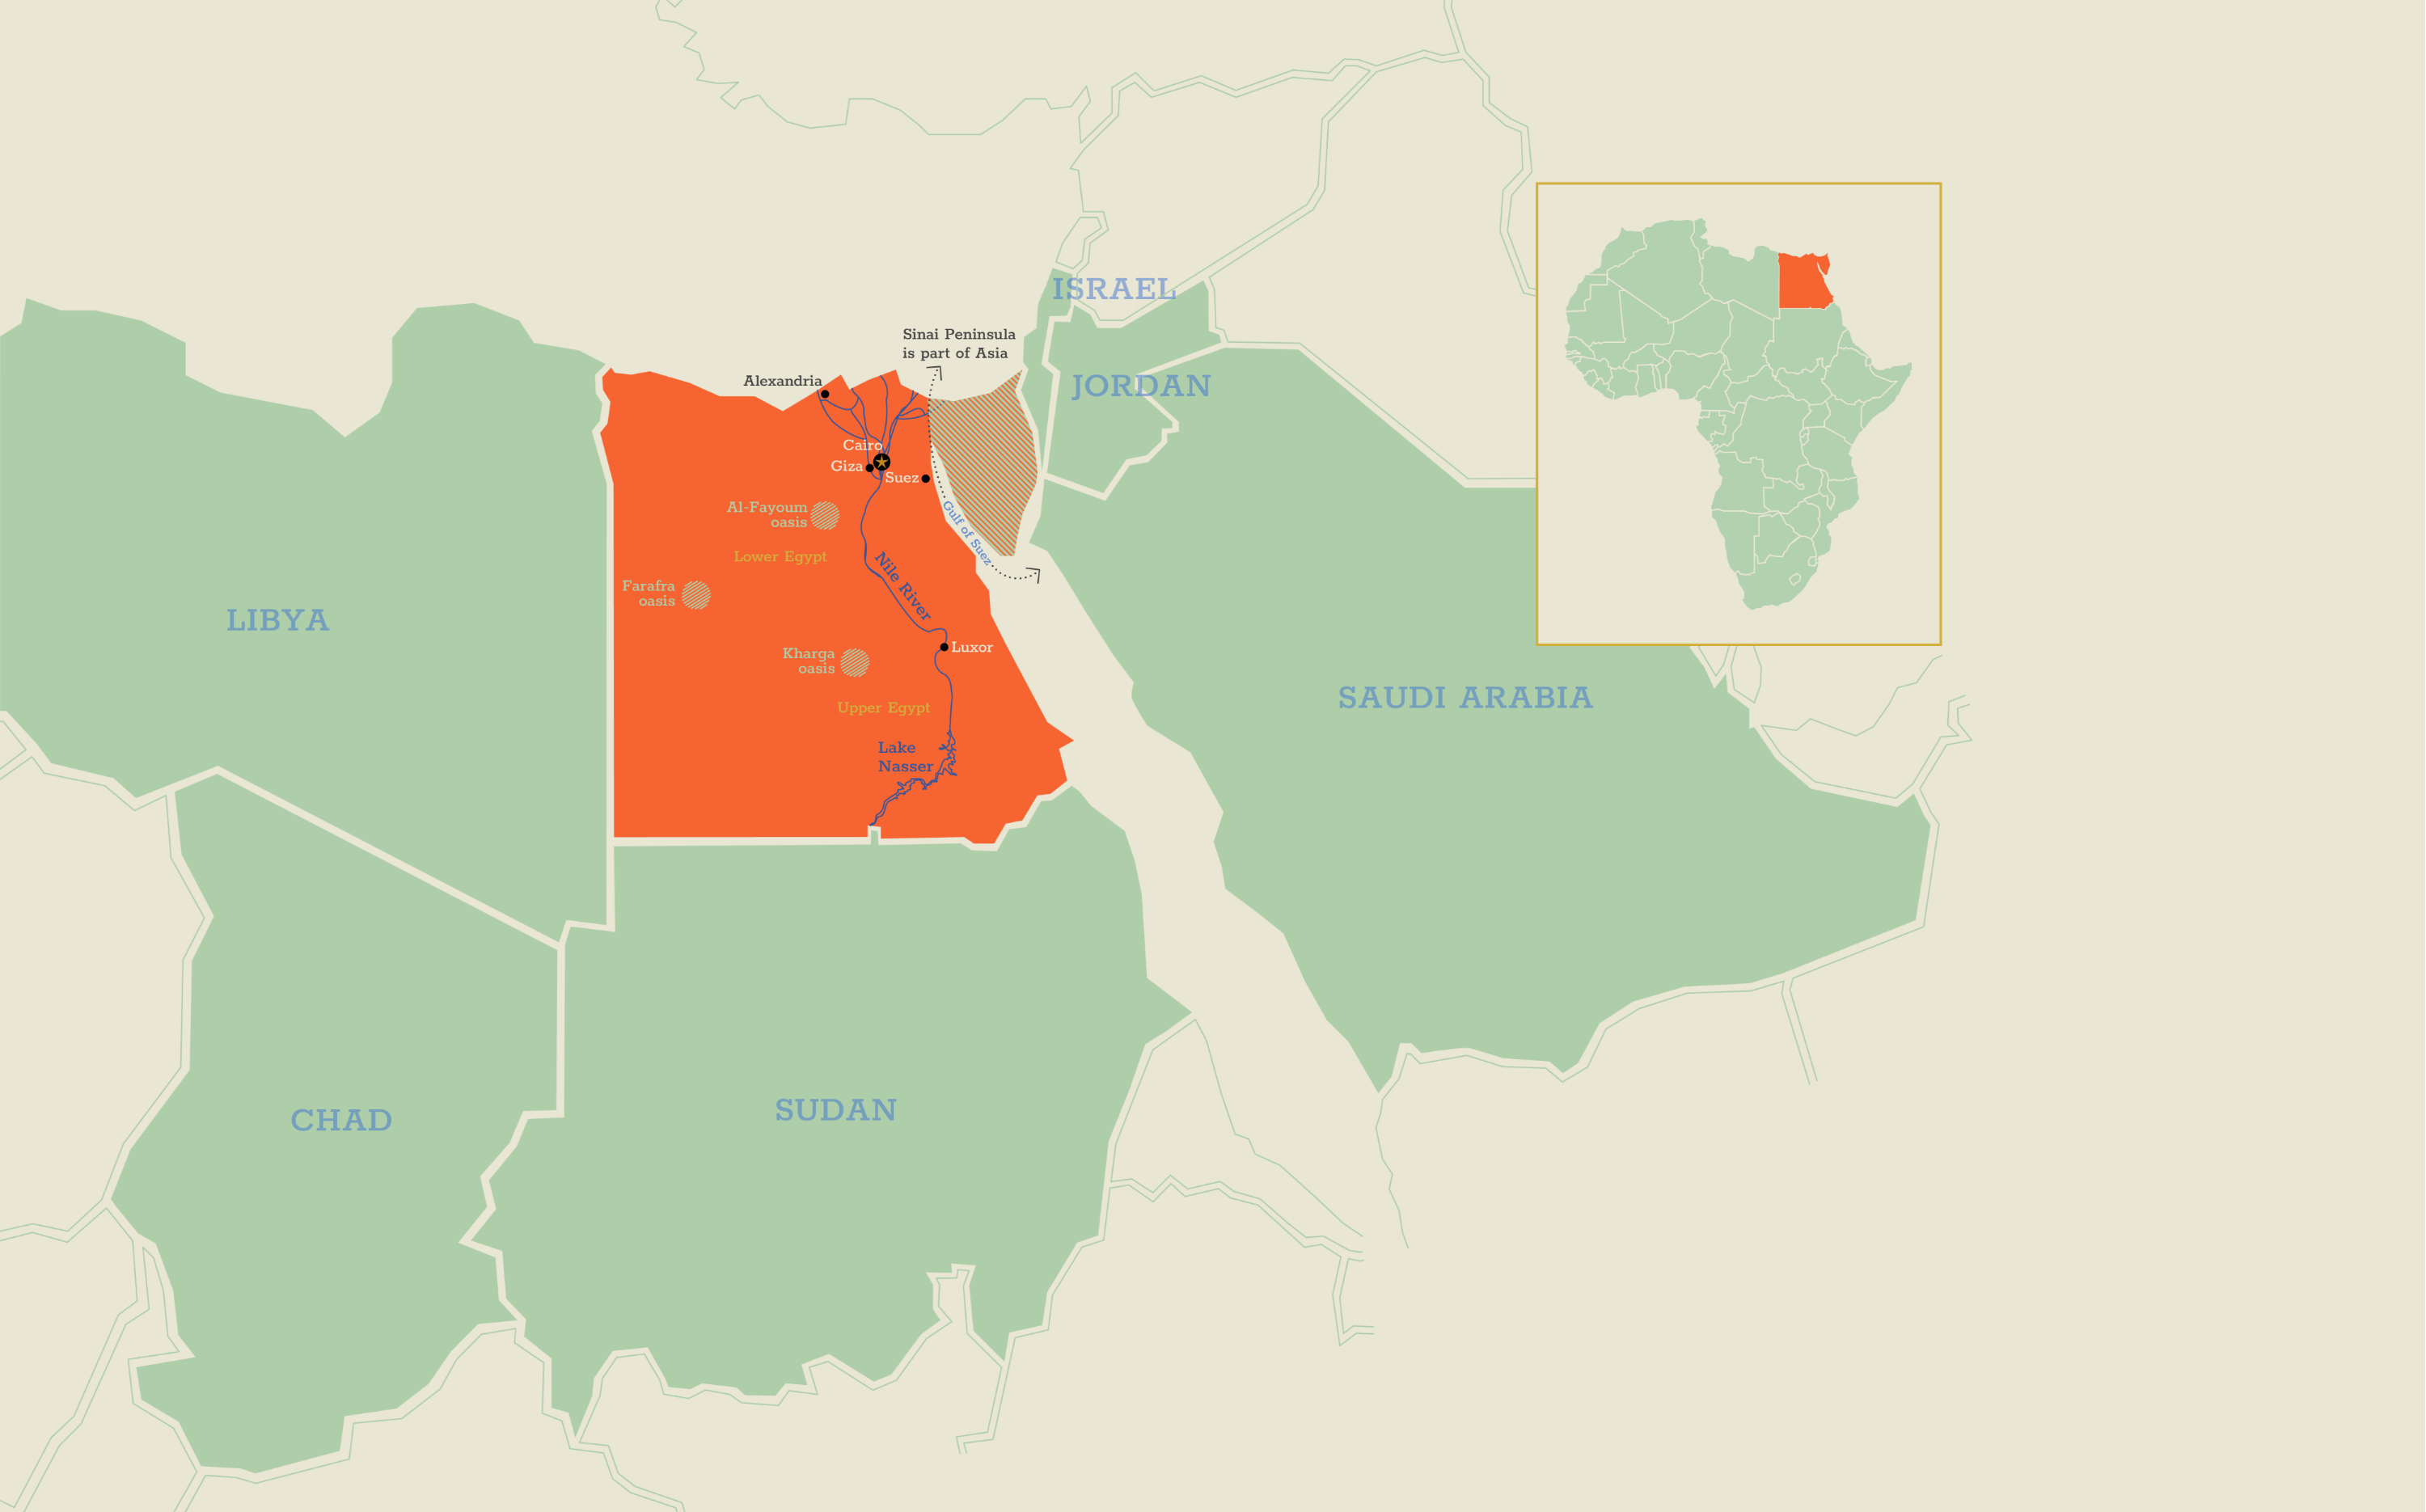 ISRAEL
Sinai Peninsula
is part of Asia
Alexandria
JORDAN
Cairo
Giza
Suez
Al-Fayoum
oasis
Gulf of Suez
Lower Egypt
Nile River
Farafra
oasis
LIBYA
Luxor
Kharga
oasis
SAUDI ARABIA
Upper Egypt
Lake
Nasser
CHAD
SUDAN